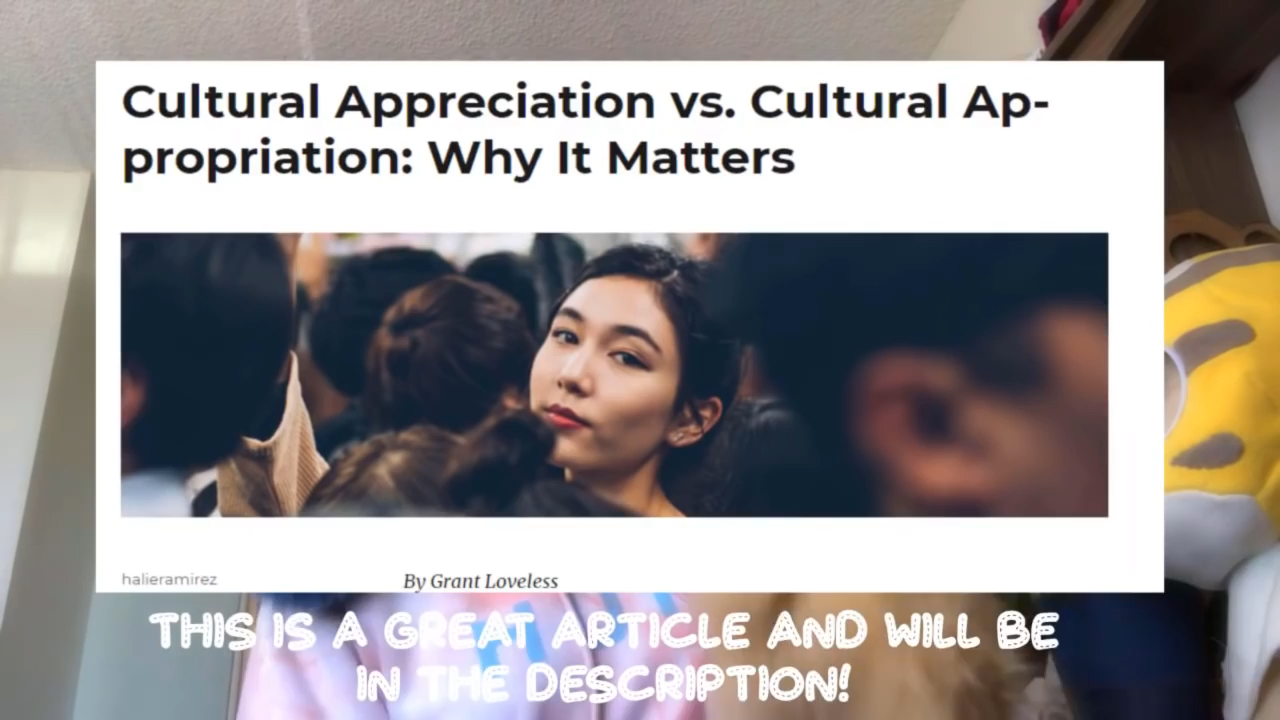 Cultural Appreciation vs. Cultural Ap-
propriation: Why It Matters
halieramirez
By Grant Loveless
THIS IS A GREAT ARTICLE AND WILL BE
IN THE DESCRIPTION!